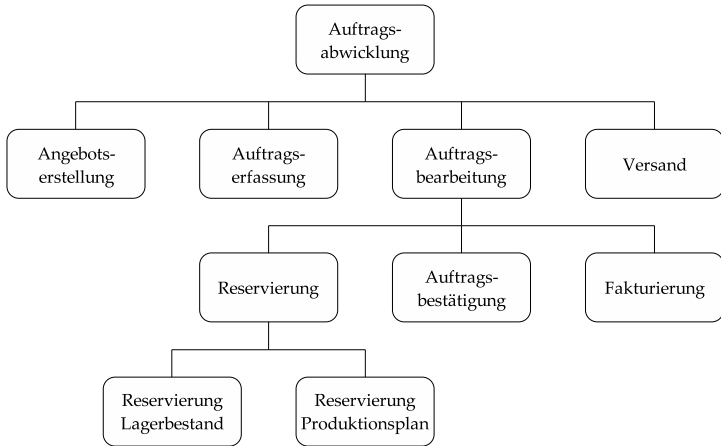 Auftrags-
abwicklung
Angebots-
erstellung
Auftrags-
erfassung
Auftrags-
bearbeitung
Versand
Reservierung
Auftrags-
bestätigung
Fakturierung
Reservierung
Lagerbestand
Reservierung
Produktionsplan